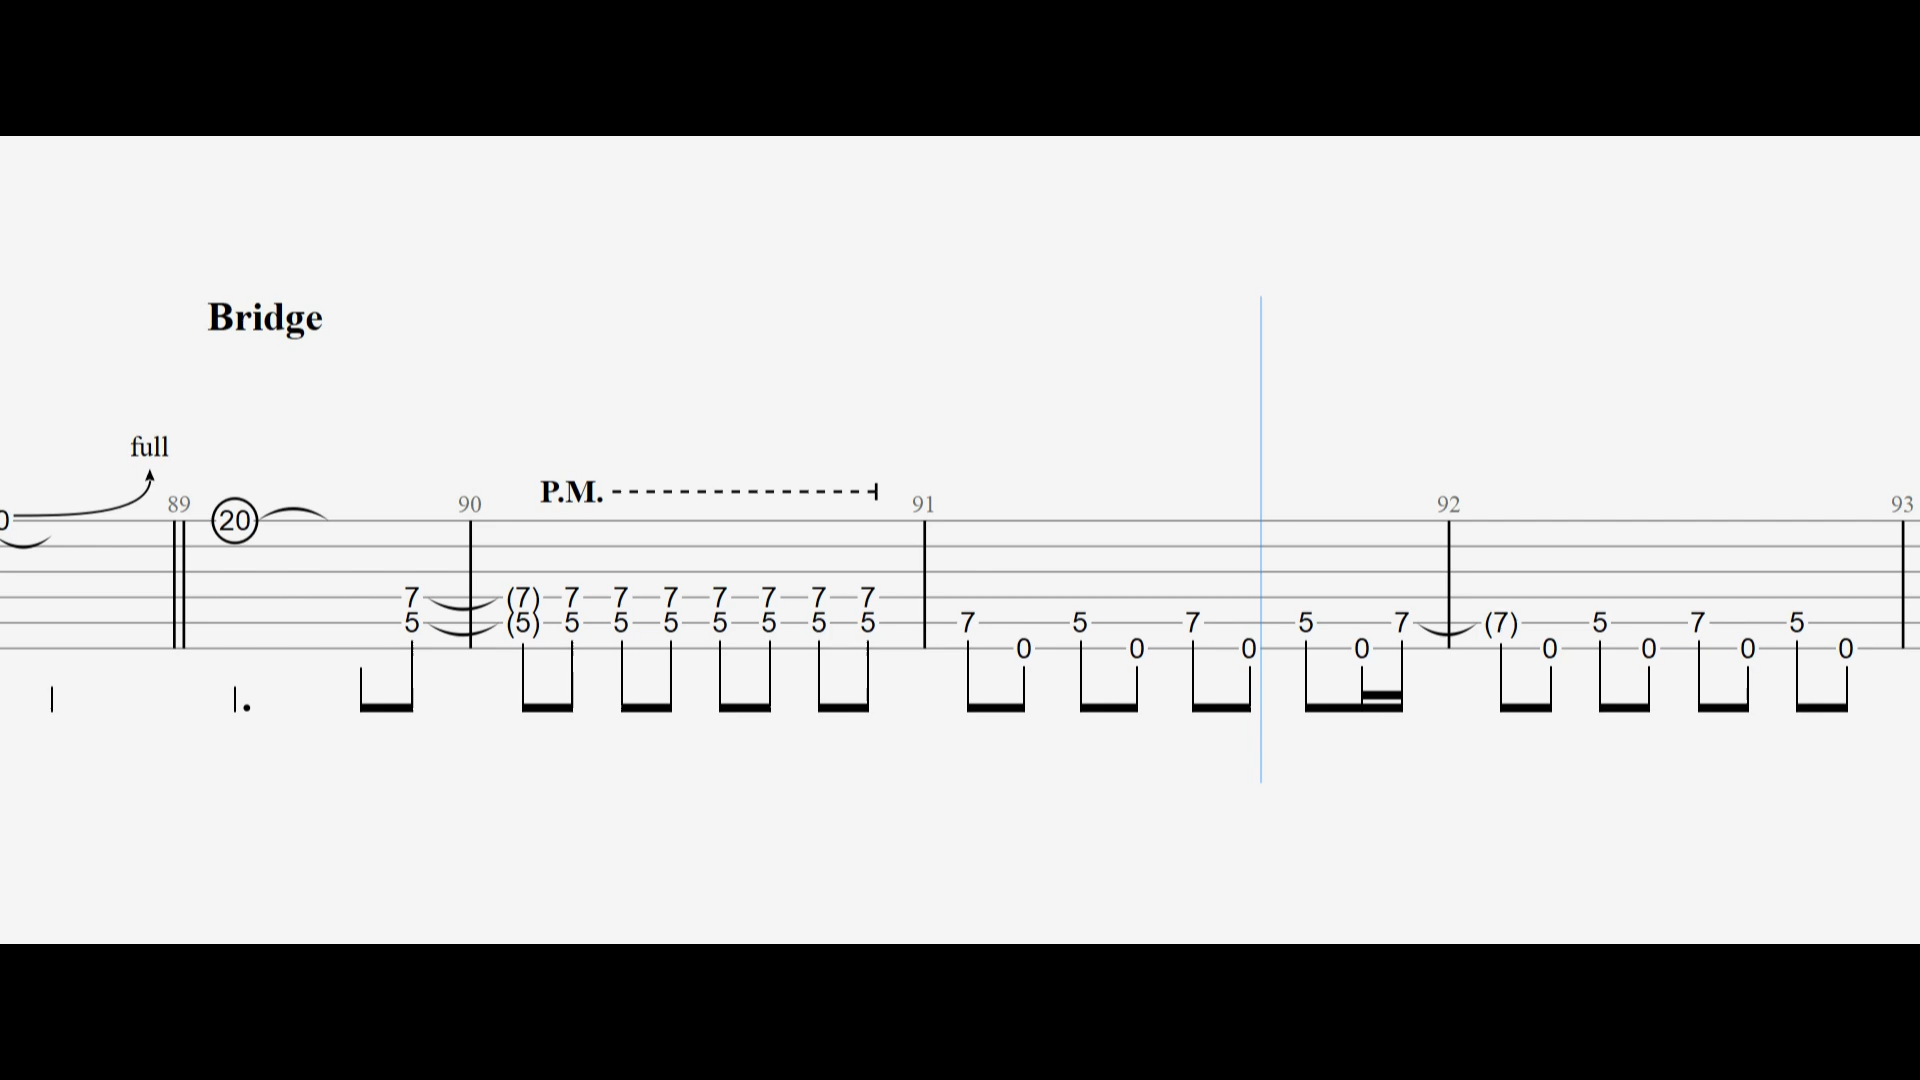 Bridge
full
P.M.
89 90 91 92 93
0 20
7 (7) 7 7 7 7 7 7 7
5 (5) 5 5 5 5 5 5 5 7 5 7 5 7 (7) 5 7 5
0 0 0 0 0 0 0 0